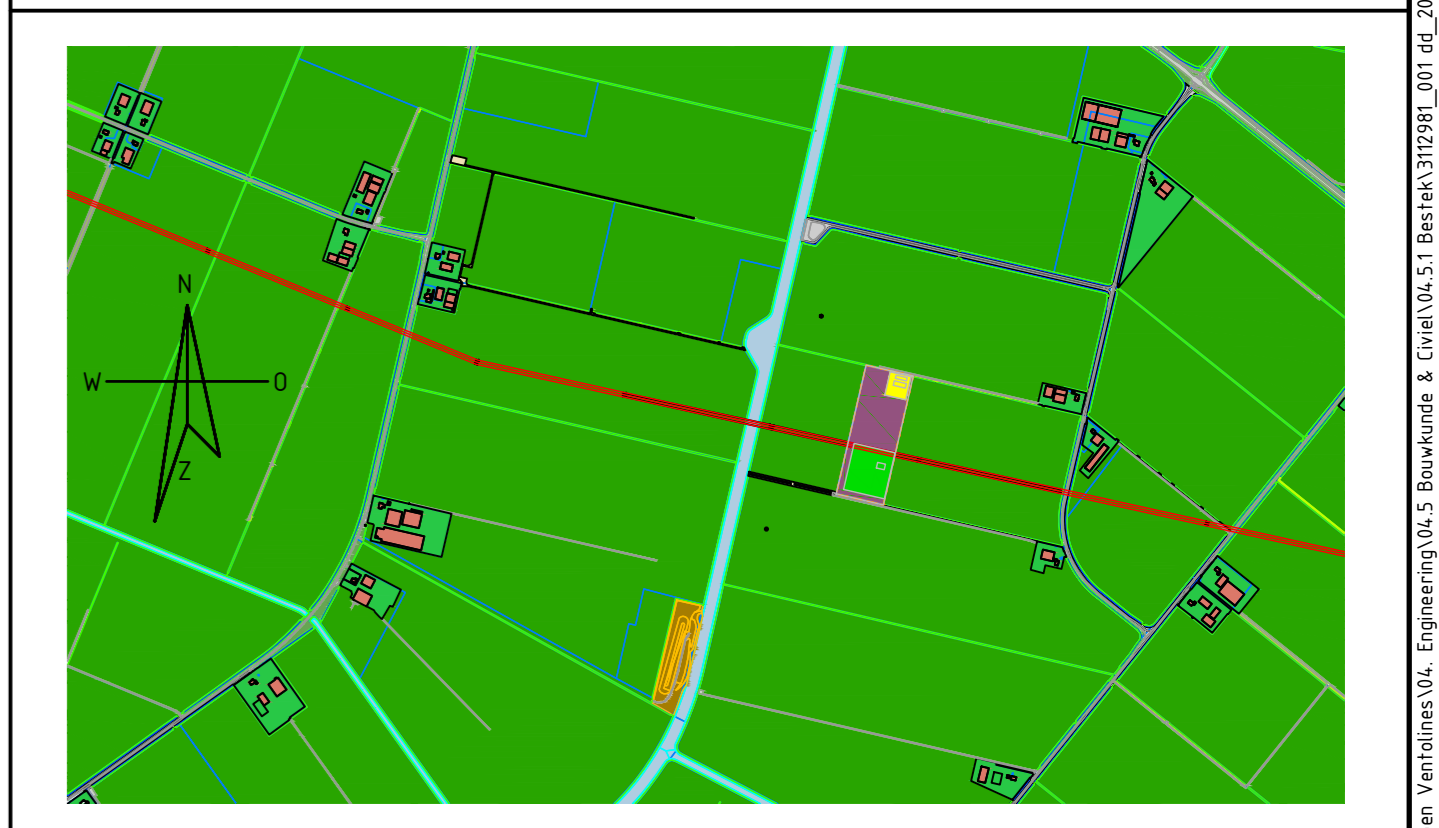 N
W O
Z
en Ventolines\04. Engineering\04.5 Bouwkunde & Civiel\04.5.1 Bestek\3112981_001 dd_20